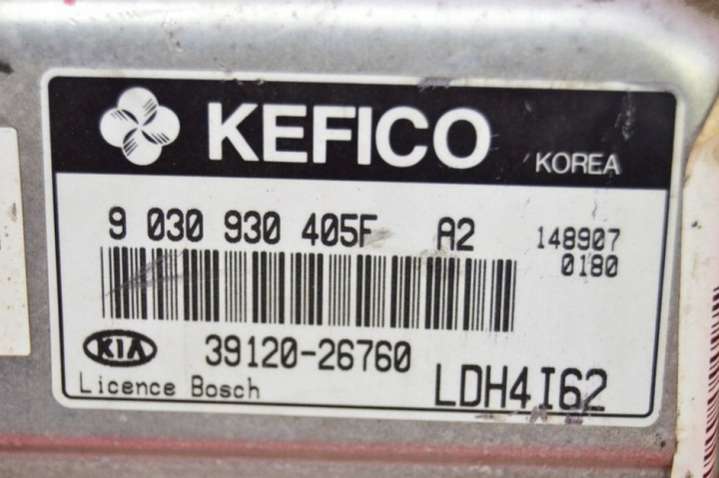 KEFICO KOREA
9 030 930 405F A2 148907
0180
KIA 39120-26760 LDH4I62
Licence Bosch